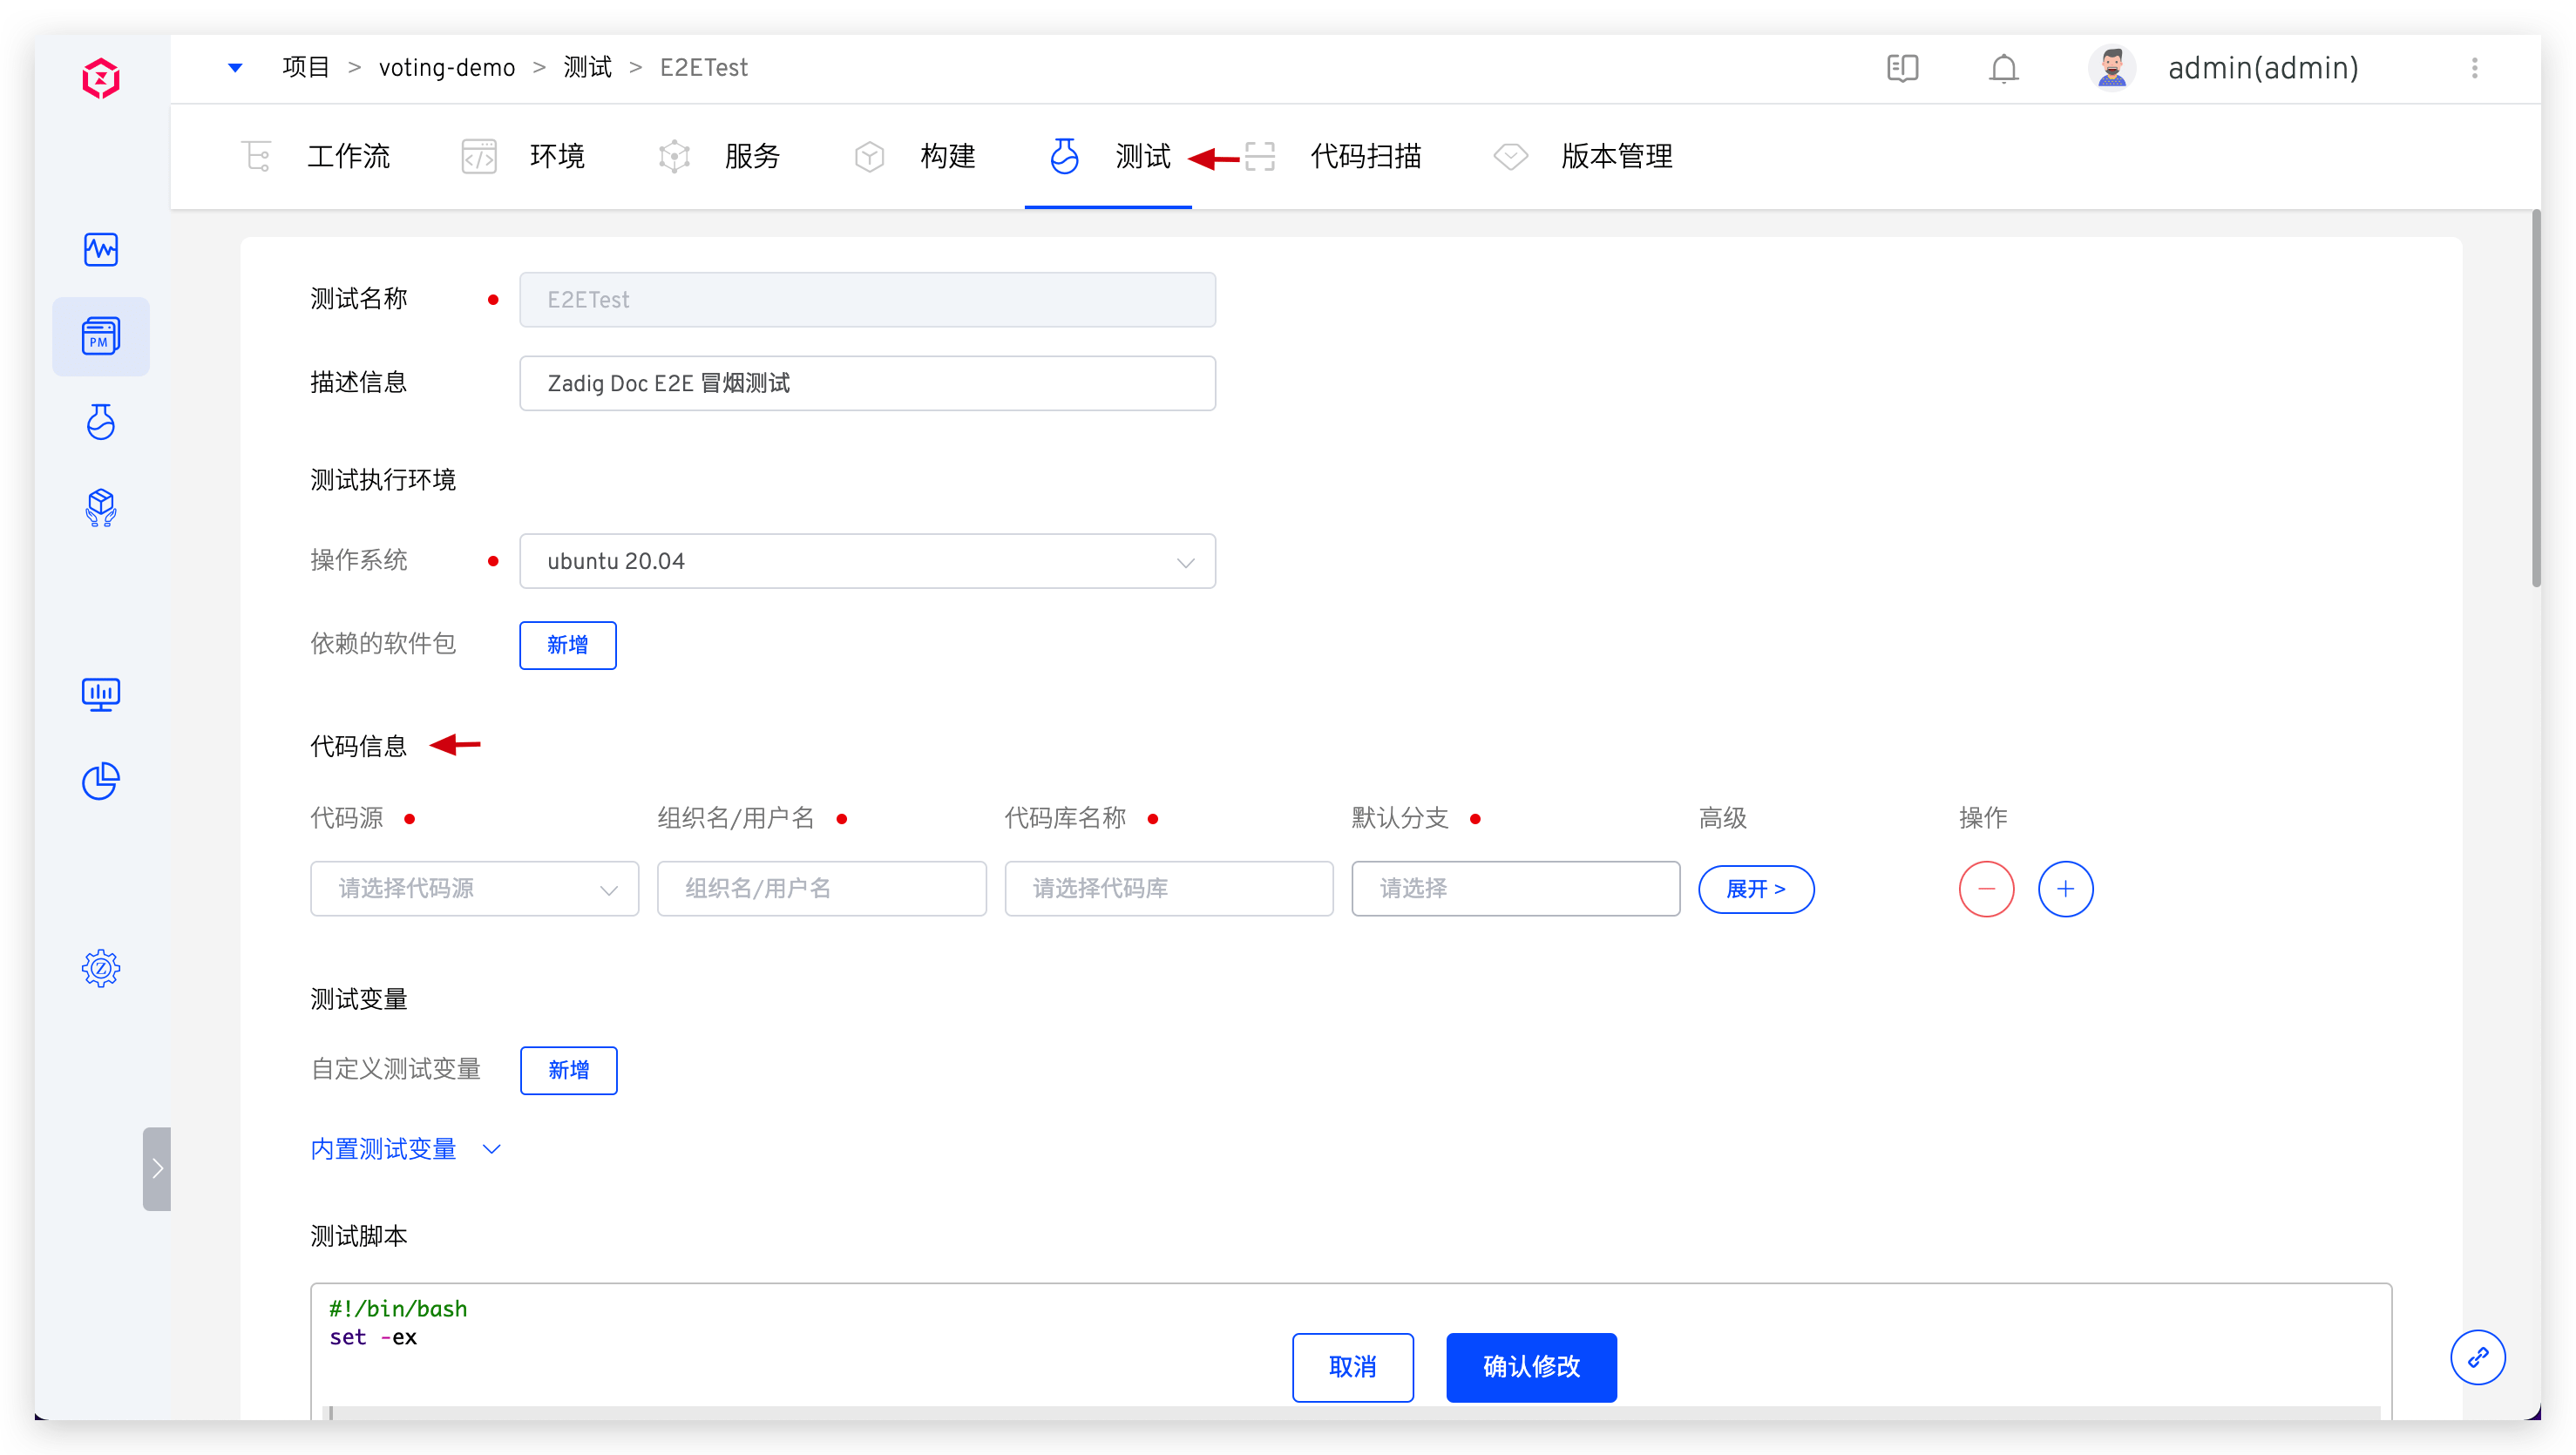 项目 > voting-demo > 测试 > E2ETest
admin(admin)
工作流 环境 服务 构建 测试 代码扫描 版本管理
PM
测试名称 E2ETest
描述信息 Zadig Doc E2E 冒烟测试
测试执行环境
操作系统 ubuntu 20.04
依赖的软件包 新增
代码信息
代码源 组织名/用户名 代码库名称 默认分支 高级 操作
请选择代码源 组织名/用户名 请选择代码库 请选择 展开 >
测试变量
自定义测试变量 新增
内置测试变量
测试脚本
#!/bin/bash
set -ex
取消 确认修改